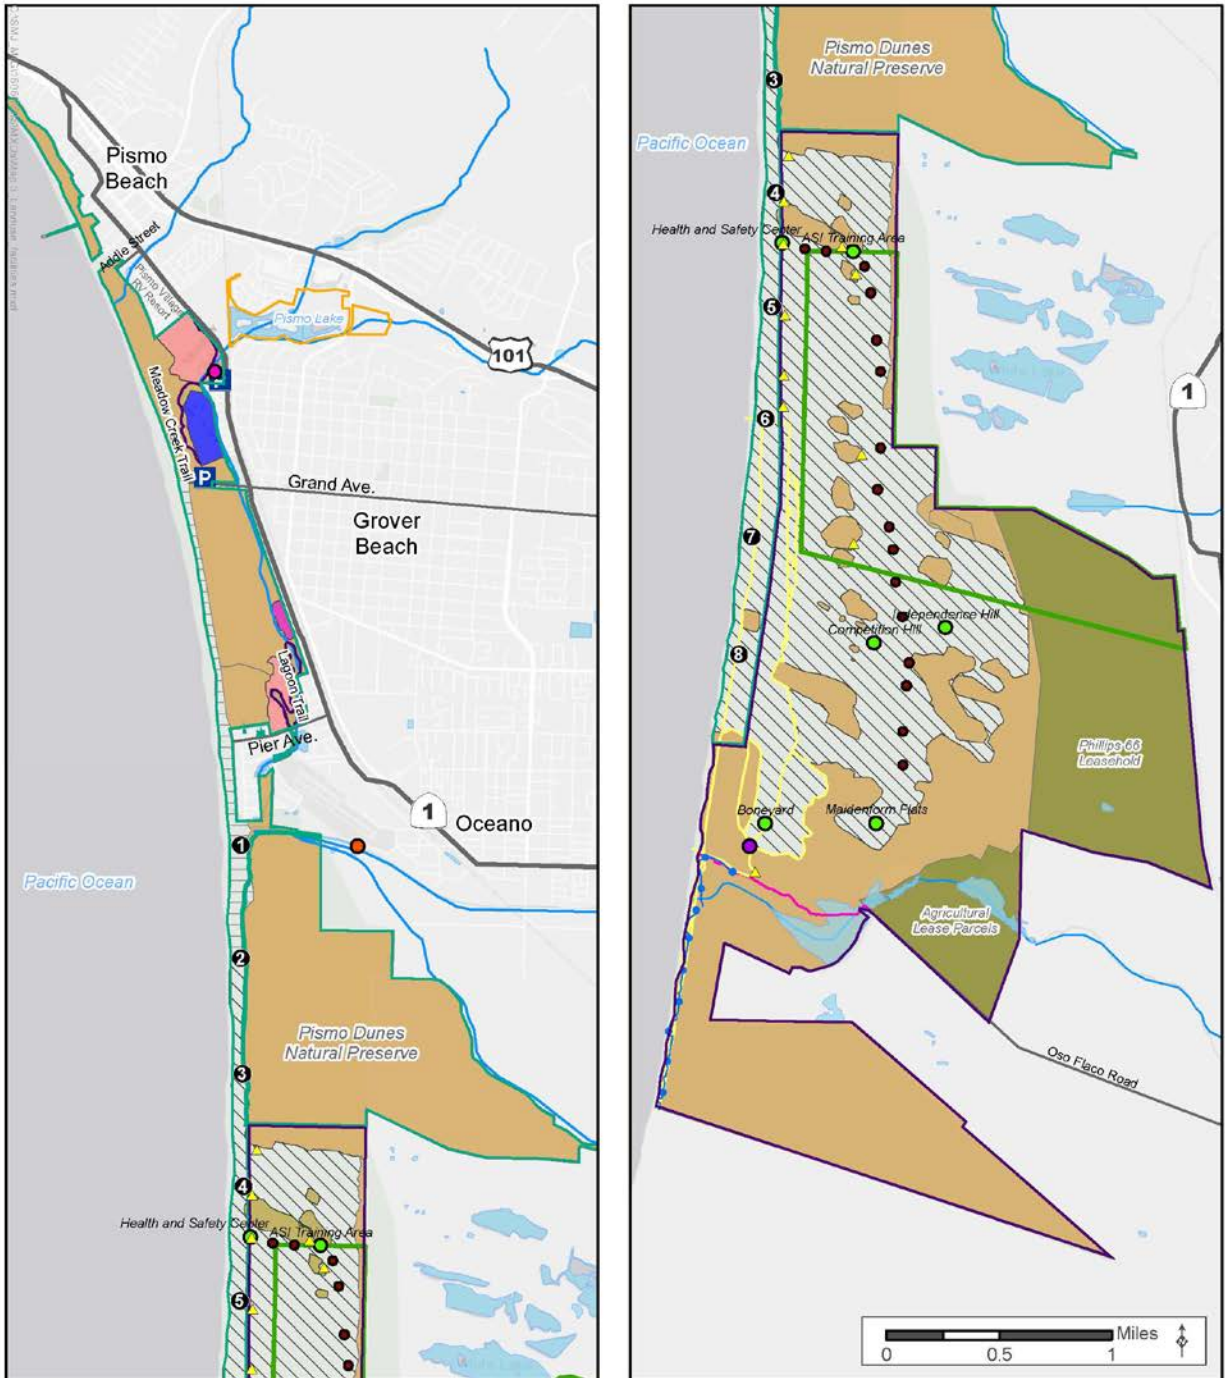 Pismo
Beach
Addie Street
Pismo Village
RV Resort
Pismo Lake
101
Meadow Creek Trail
P
P
Grand Ave.
Grover
Beach
Lagoon Trail
Pier Ave.
1
Oceano
1
Pacific Ocean
2
Pismo Dunes
Natural Preserve
3
4
Health and Safety Center
ASI Training Area
5
Pismo Dunes
Natural Preserve
3
Pacific Ocean
4
Health and Safety Center
ASI Training Area
5
1
6
7
Independence Hill
Competition Hill
8
Phillips 66
Leasehold
Boneyard
Maidenform Flats
Agricultural
Lease Parcels
Oso Flaco Road
Miles
0
0.5
1